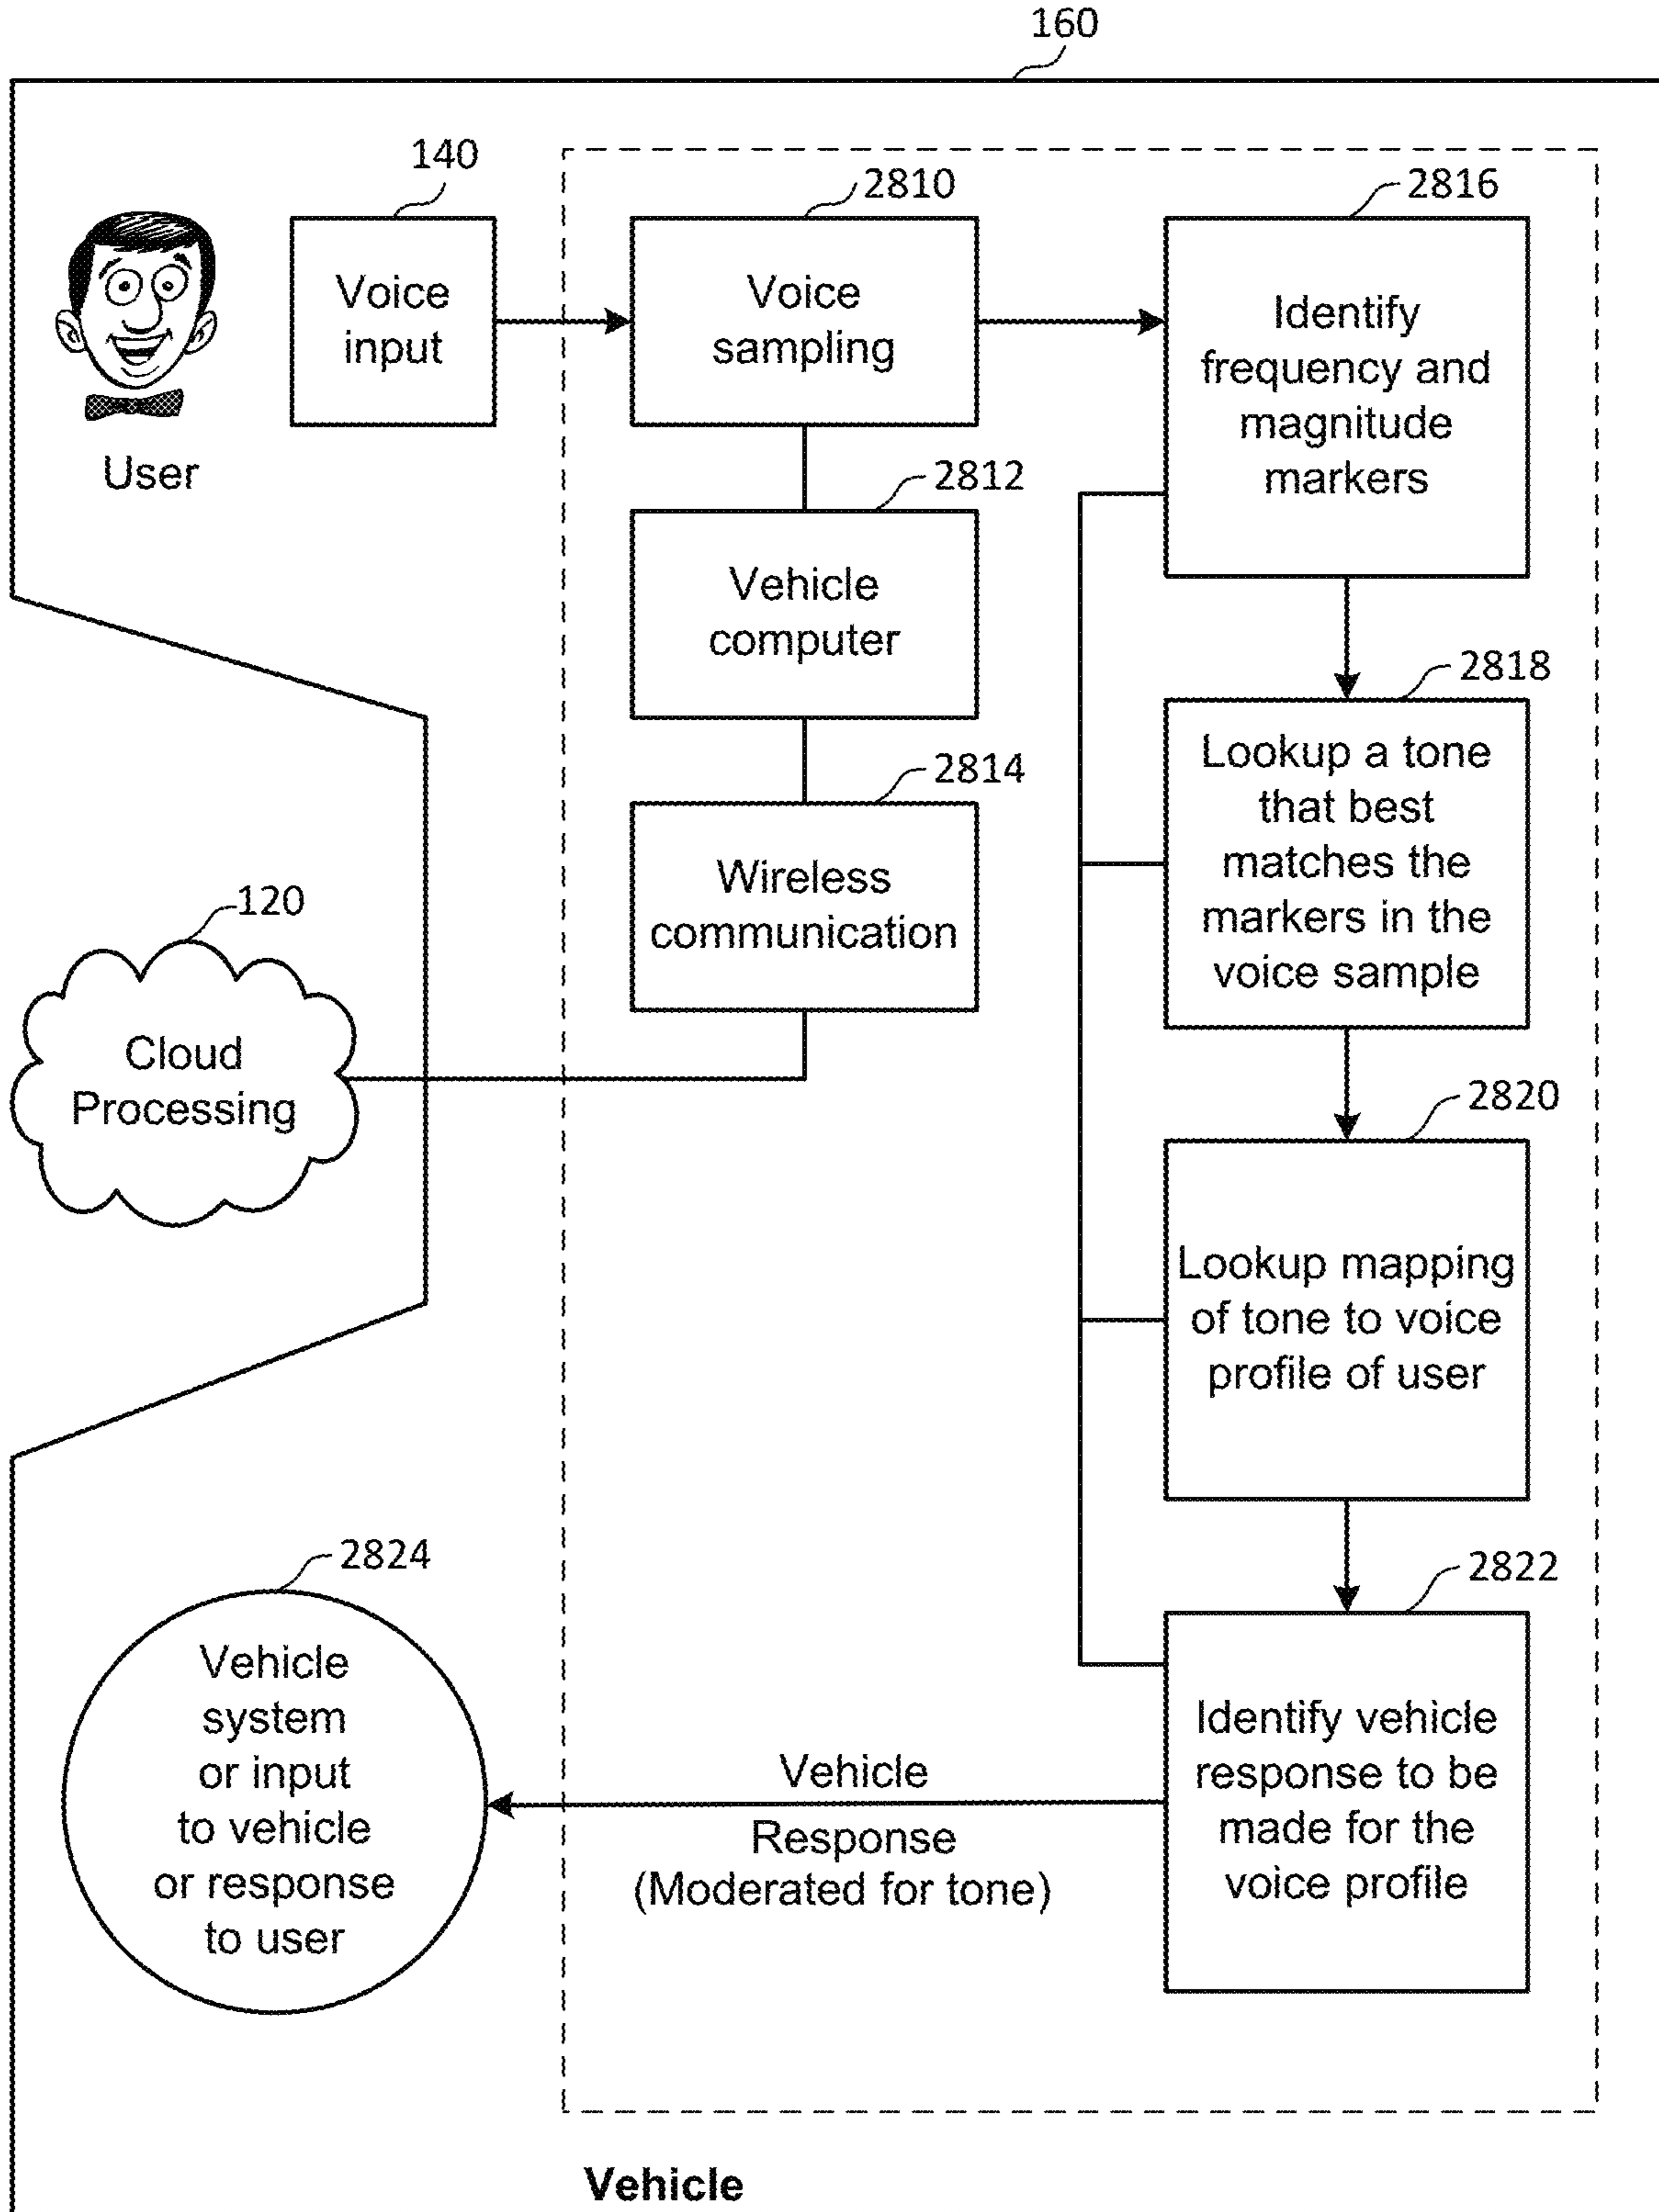 160
140
Voice
input
User
2810
Voice
sampling
2816
Identify
frequency and
magnitude
markers
2812
Vehicle
computer
2818
Lookup a tone
that best
matches the
markers in the
voice sample
2814
Wireless
communication
120
Cloud
Processing
2820
Lookup mapping
of tone to voice
profile of user
2822
Identify vehicle
response to be
made for the
voice profile
Vehicle
Response
(Moderated for tone)
2824
Vehicle
system
or input
to vehicle
or response
to user
Vehicle